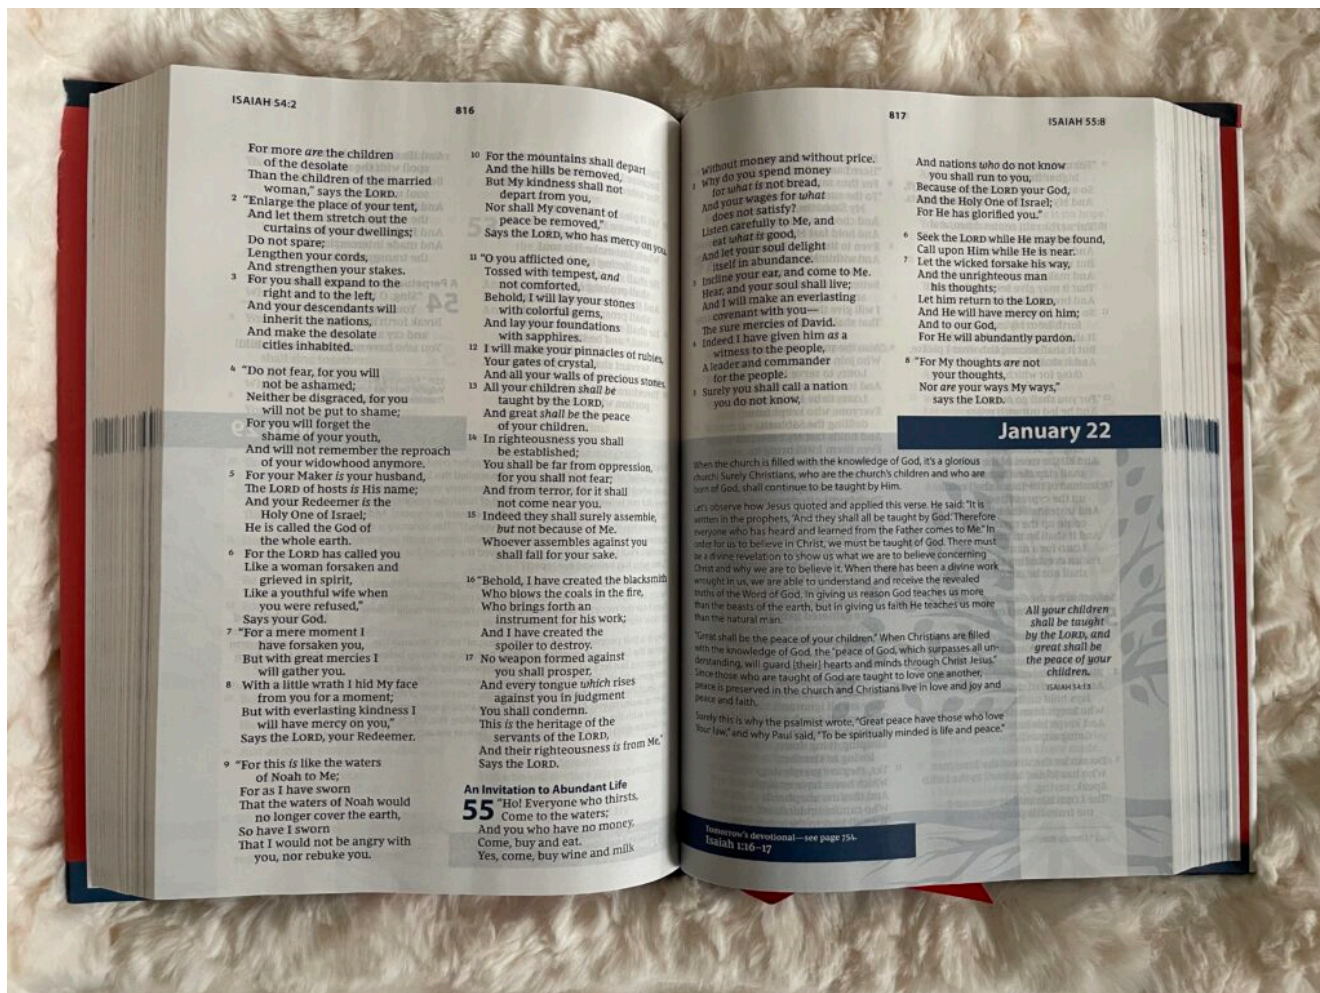 ISAIAH 54:2
816
For more are the children
of the desolate
Than the children of the married
woman," says the LORD.
2 "Enlarge the place of your tent,
And let them stretch out the
curtains of your dwellings;
Do not spare;
Lengthen your cords,
And strengthen your stakes.
3 For you shall expand to the
right and to the left,
And your descendants will
inherit the nations,
And make the desolate
cities inhabited.
4 "Do not fear, for you will
not be ashamed;
Neither be disgraced, for you
will not be put to shame;
For you will forget the
shame of your youth,
And will not remember the reproach
of your widowhood anymore.
5 For your Maker is your husband,
The LORD of hosts is His name;
And your Redeemer is the
Holy One of Israel;
He is called the God of
the whole earth.
6 For the LORD has called you
Like a woman forsaken and
grieved in spirit,
Like a youthful wife when
you were refused,"
Says your God.
7 "For a mere moment I
have forsaken you,
But with great mercies I
will gather you.
8 With a little wrath I hid My face
from you for a moment;
But with everlasting kindness I
will have mercy on you,"
Says the LORD, your Redeemer.
9 "For this is like the waters
of Noah to Me;
For as I have sworn
That the waters of Noah would
no longer cover the earth,
So have I sworn
That I would not be angry with
you, nor rebuke you.
10 For the mountains shall depart
And the hills be removed,
But My kindness shall not
depart from you,
Nor shall My covenant of
peace be removed,"
Says the LORD, who has mercy on you.
11 "O you afflicted one,
Tossed with tempest, and
not comforted,
Behold, I will lay your stones
with colorful gems,
And lay your foundations
with sapphires.
12 I will make your pinnacles of rubies,
Your gates of crystal,
And all your walls of precious stones.
13 All your children shall be
taught by the LORD,
And great shall be the peace
of your children.
14 In righteousness you shall
be established;
You shall be far from oppression,
for you shall not fear;
And from terror, for it shall
not come near you.
15 Indeed they shall surely assemble,
but not because of Me.
Whoever assembles against you
shall fall for your sake.
16 "Behold, I have created the blacksmith
Who blows the coals in the fire,
Who brings forth an
instrument for his work;
And I have created the
spoiler to destroy.
17 No weapon formed against
you shall prosper,
And every tongue which rises
against you in judgment
You shall condemn.
This is the heritage of the
servants of the LORD,
And their righteousness is from Me,"
Says the LORD.
An Invitation to Abundant Life
55 "Ho! Everyone who thirsts,
Come to the waters;
And you who have no money,
Come, buy and eat.
Yes, come, buy wine and milk
817
ISAIAH 55:8
Without money and without price.
Why do you spend money
for what is not bread,
And your wages for what
does not satisfy?
Listen carefully to Me, and
eat what is good,
And let your soul delight
itself in abundance.
Incline your ear, and come to Me.
Hear, and your soul shall live;
And I will make an everlasting
covenant with you—
The sure mercies of David.
Indeed I have given him as a
witness to the people,
A leader and commander
for the people.
Surely you shall call a nation
you do not know,
And nations who do not know
you shall run to you,
Because of the LORD your God,
And the Holy One of Israel;
For He has glorified you."
6 Seek the LORD while He may be found,
Call upon Him while He is near.
7 Let the wicked forsake his way,
And the unrighteous man
his thoughts;
Let him return to the LORD,
And He will have mercy on him;
And to our God,
For He will abundantly pardon.
8 "For My thoughts are not
your thoughts,
Nor are your ways My ways,"
says the LORD.
January 22
When the church is filled with the knowledge of God, it's a glorious
church! Surely Christians, who are the church's children and who are
born of God, shall continue to be taught by Him.
Let's observe how Jesus quoted and applied this verse. He said: "It is
written in the prophets, 'And they shall all be taught by God.' Therefore
everyone who has heard and learned from the Father comes to Me." In
order for us to believe in Christ, we must be taught of God. There must
be a divine revelation to show us what we are to believe concerning
Christ and why we are to believe it. When there has been a divine work
wrought in us, we are able to understand and receive the revealed
truths of the Word of God. In giving us reason God teaches us more
than the beasts of the earth, but in giving us faith He teaches us more
than the natural man.
"Great shall be the peace of your children." When Christians are filled
with the knowledge of God, the "peace of God, which surpasses all un-
derstanding, will guard [their] hearts and minds through Christ Jesus."
Since those who are taught of God are taught to love one another,
peace is preserved in the church and Christians live in love and joy and
peace and faith.
Surely this is why the psalmist wrote, "Great peace have those who love
Your law," and why Paul said, "To be spiritually minded is life and peace."
All your children
shall be taught
by the LORD, and
great shall be
the peace of your
children.
ISAIAH 54:13
Tomorrow's devotional—see page 754.
Isaiah 1:16–17